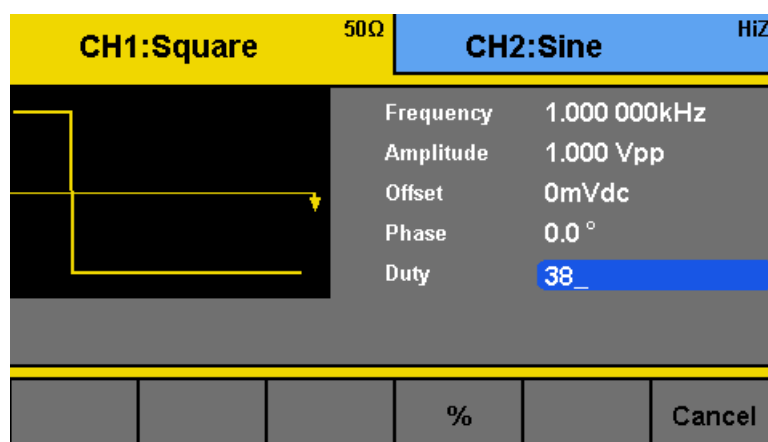 CH1:Square 50Ω CH2:Sine HiZ
Frequency 1.000 000kHz
Amplitude 1.000 Vpp
Offset 0mVdc
Phase 0.0 °
Duty 38_
% Cancel